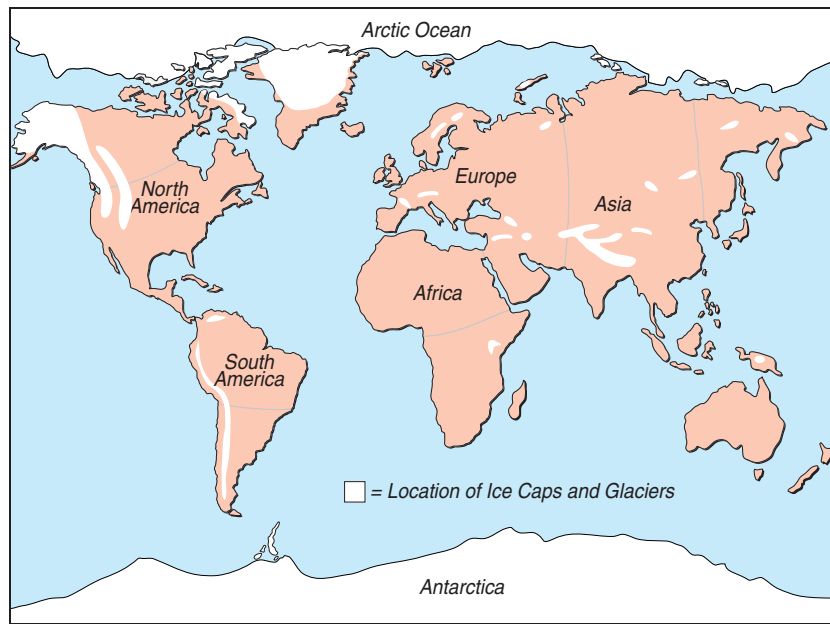 Arctic Ocean
North
America
Europe
Asia
Africa
South
America
= Location of Ice Caps and Glaciers
Antarctica